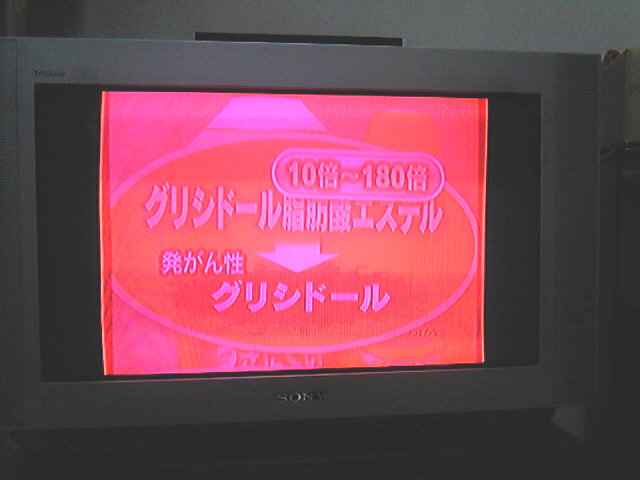 Trinitron
10倍～180倍
グリシドール脂肪酸エステル
発がん性
グリシドール
SONY